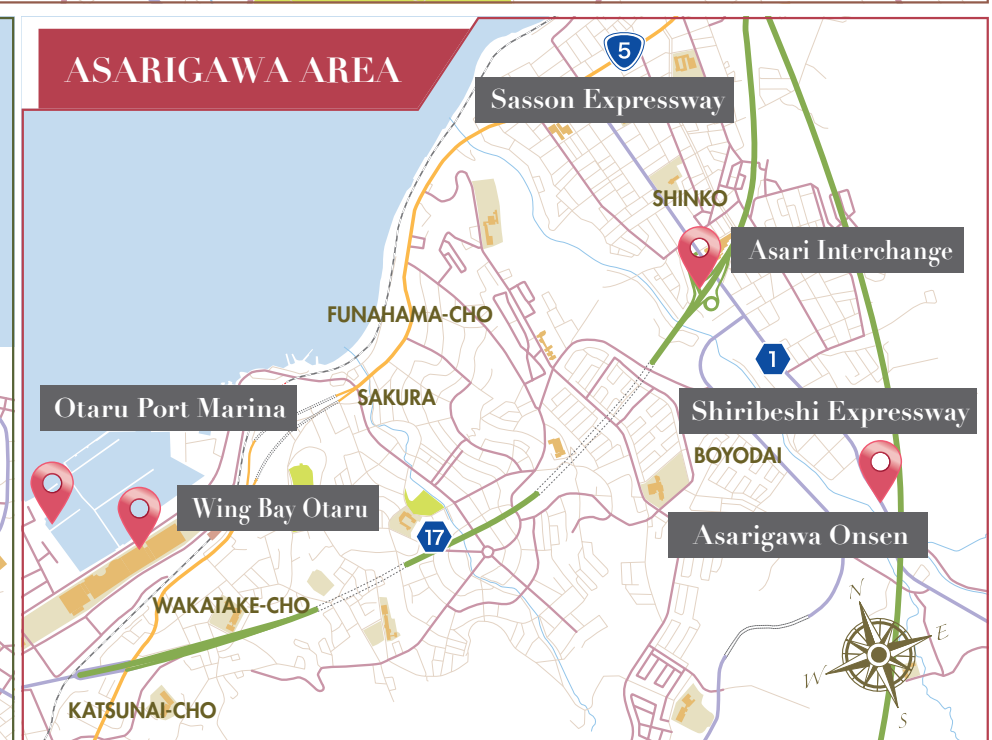 ASARIGAWA AREA
5
Sasson Expressway
SHINKO
Asari Interchange
FUNAHAMA-CHO
1
SAKURA
Otaru Port Marina
Shiribeshi Expressway
BOYODAI
Wing Bay Otaru
17
Asarigawa Onsen
WAKATAKE-CHO
N
E
W
S
KATSUNAI-CHO